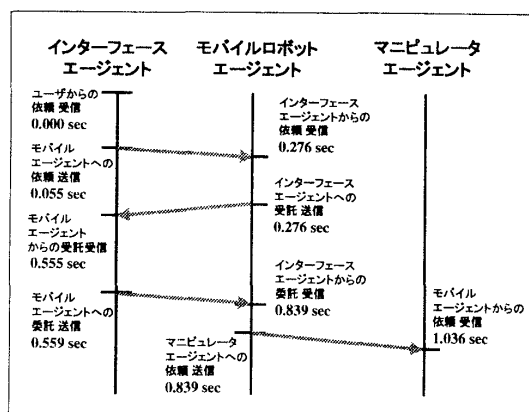 インターフェース
エージェント
モバイルロボット
エージェント
マニピュレータ
エージェント
ユーザからの
依頼 受信
0.000 sec
モバイル
エージェントへの
依頼 送信
0.055 sec
モバイル
エージェント
からの受託受信
0.555 sec
モバイル
エージェントへの
委託 送信
0.559 sec
インターフェース
エージェントからの
依頼 受信
0.276 sec
インターフェース
エージェントへの
受託 送信
0.276 sec
インターフェース
エージェントからの
委託 受信
0.839 sec
マニピュレータ
エージェントへの
依頼 送信
0.839 sec
モバイル
エージェントからの
依頼 受信
1.036 sec